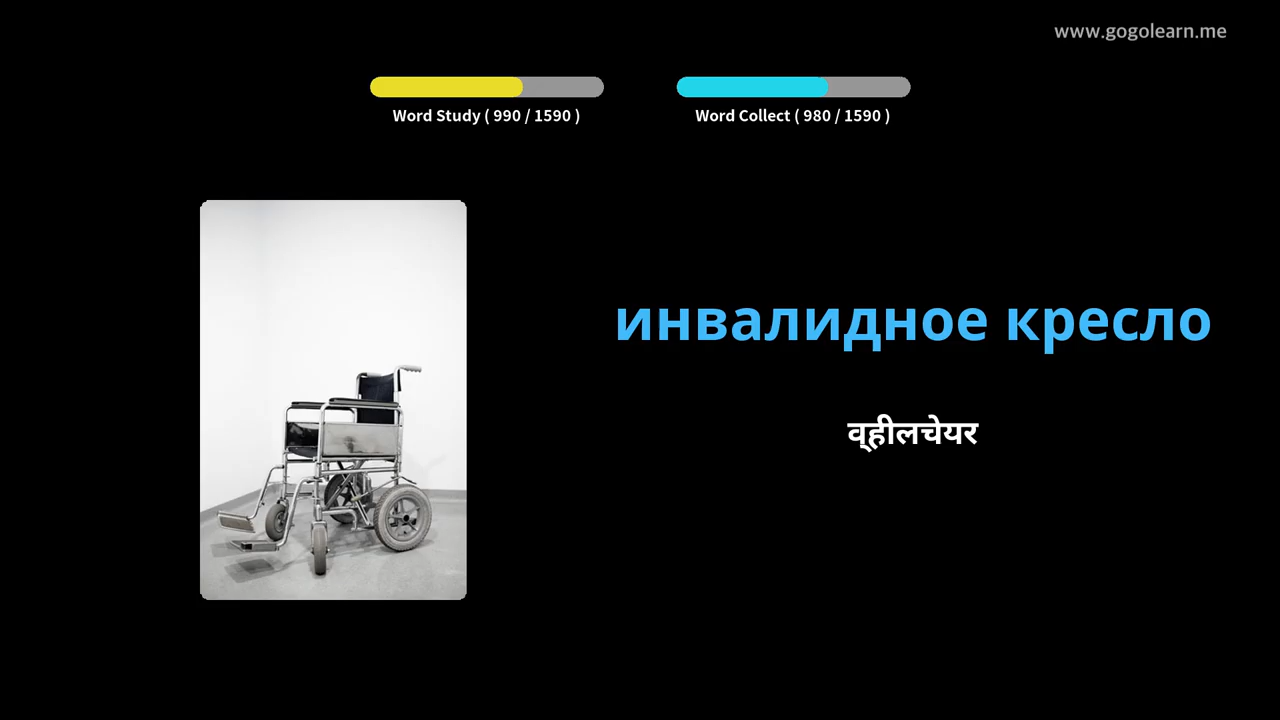 www.gogolearn.me
Word Study ( 990 / 1590 )
Word Collect ( 980 / 1590 )
инвалидное кресло
व्हीलचेयर